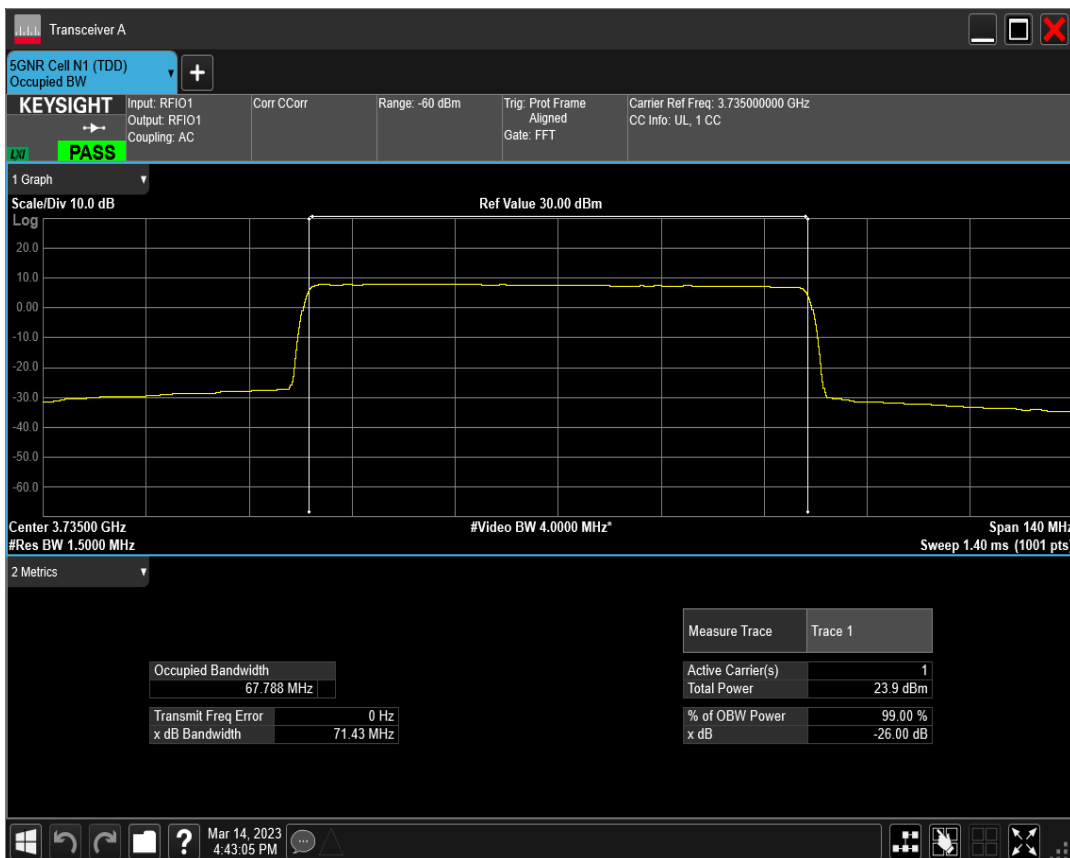 Transceiver A
5GNR Cell N1 (TDD)
Occupied BW
+
KEYSIGHT
LXI
PASS
Input: RFIO1
Output: RFIO1
Coupling: AC
Corr CCorr
Range: -60 dBm
Trig: Prot Frame
Aligned
Gate: FFT
Carrier Ref Freq: 3.735000000 GHz
CC Info: UL, 1 CC
1 Graph
Scale/Div 10.0 dB
Ref Value 30.00 dBm
Log
20.0
10.0
0.00
-10.0
-20.0
-30.0
-40.0
-50.0
-60.0
Center 3.73500 GHz
#Video BW 4.0000 MHz*
Span 140 MHz
#Res BW 1.5000 MHz
Sweep 1.40 ms (1001 pts)
2 Metrics
Measure Trace Trace 1
Occupied Bandwidth
67.788 MHz
Active Carrier(s) 1
Total Power 23.9 dBm
Transmit Freq Error 0 Hz
x dB Bandwidth 71.43 MHz
% of OBW Power 99.00 %
x dB -26.00 dB
?
Mar 14, 2023
4:43:05 PM